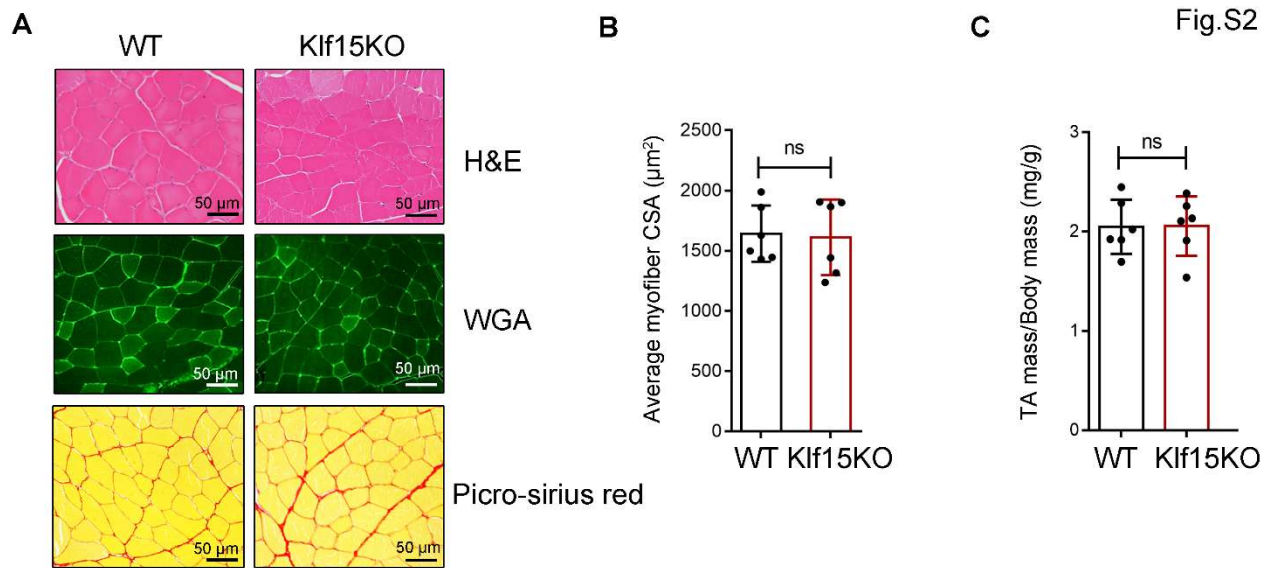 Fig.S2
A
WT Klf15KO
H&E
50 µm 50 µm
WGA
50 µm 50 µm
Picro-sirius red
50 µm 50 µm
B
Average myofiber CSA (µm²)
2500
2000
1500
1000
500
0
ns
WT Klf15KO
C
TA mass/Body mass (mg/g)
3
2
1
0
ns
WT Klf15KO